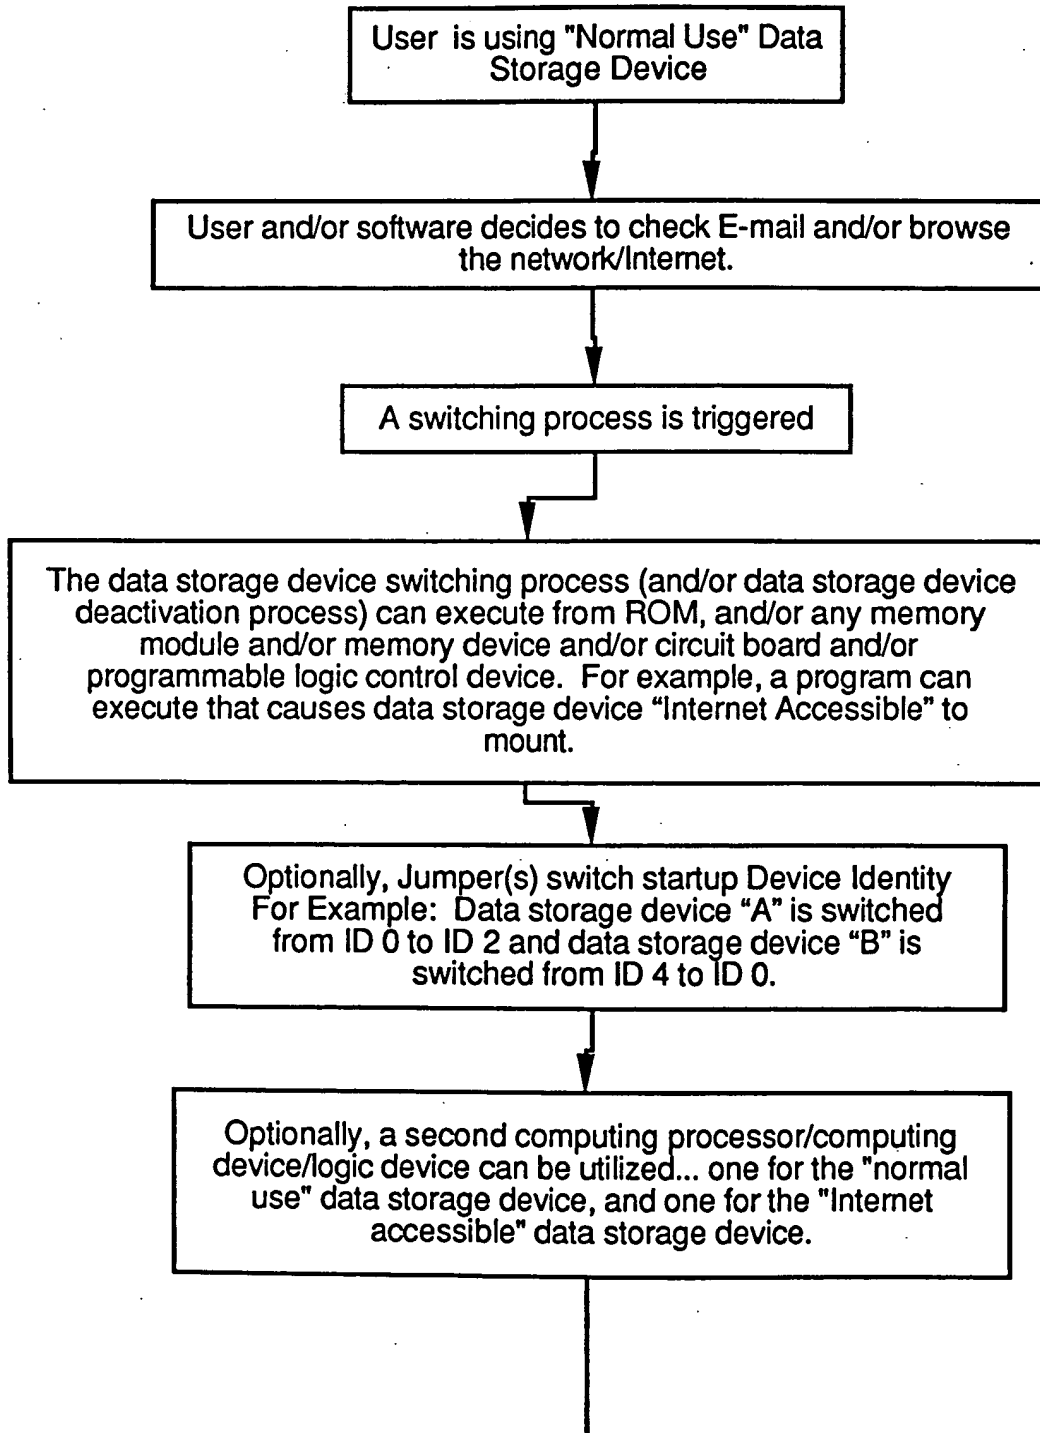 User is using "Normal Use" Data
Storage Device
User and/or software decides to check E-mail and/or browse
the network/Internet.
A switching process is triggered
The data storage device switching process (and/or data storage device
deactivation process) can execute from ROM, and/or any memory
module and/or memory device and/or circuit board and/or
programmable logic control device.  For example, a program can
execute that causes data storage device “Internet Accessible” to
mount.
Optionally, Jumper(s) switch startup Device Identity
For Example:  Data storage device “A” is switched
from ID 0 to ID 2 and data storage device “B” is
switched from ID 4 to ID 0.
Optionally, a second computing processor/computing
device/logic device can be utilized... one for the "normal
use" data storage device, and one for the "Internet
accessible" data storage device.